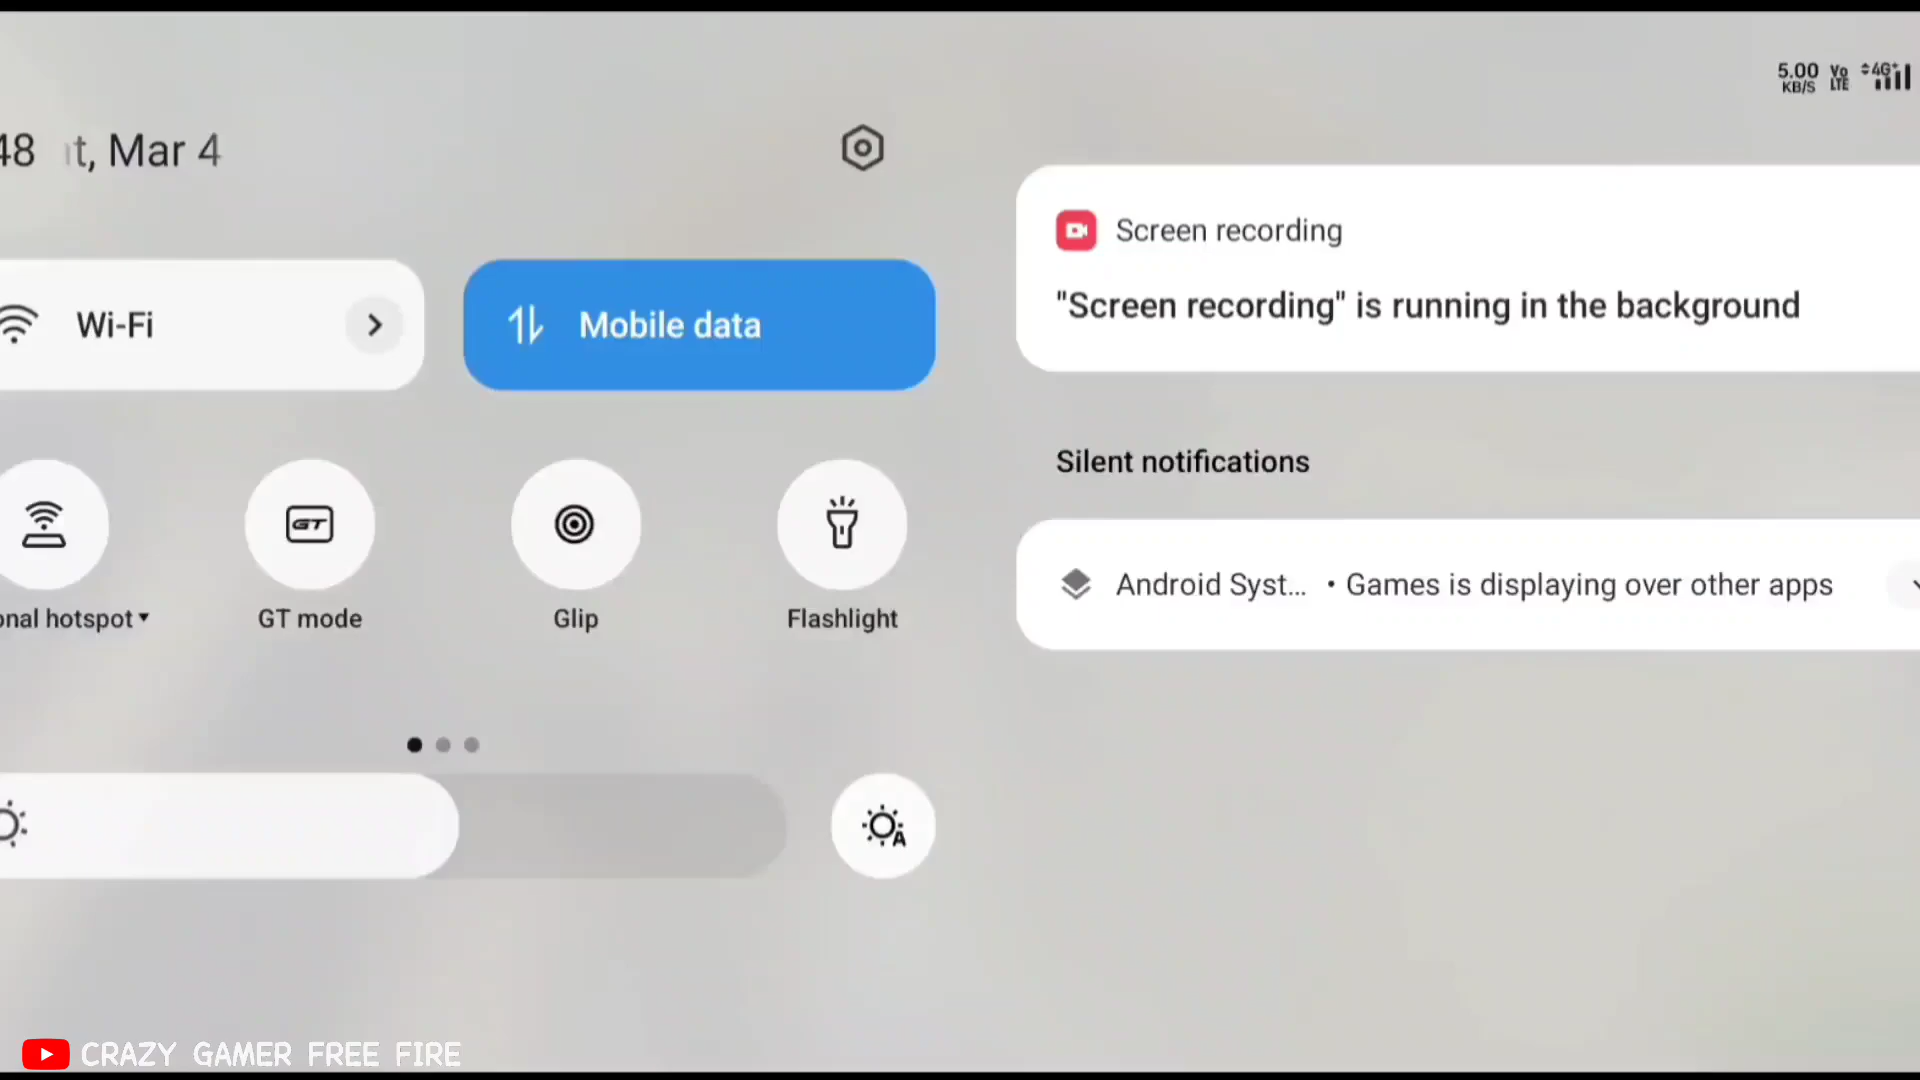 5.00
KB/S
Vo
LTE
4G+
48
t, Mar 4
Wi-Fi
Mobile data
onal hotspot
GT
GT mode
Glip
Flashlight
A
Screen recording
"Screen recording" is running in the background
Silent notifications
Android Syst... • Games is displaying over other apps
CRAZY GAMER FREE FIRE